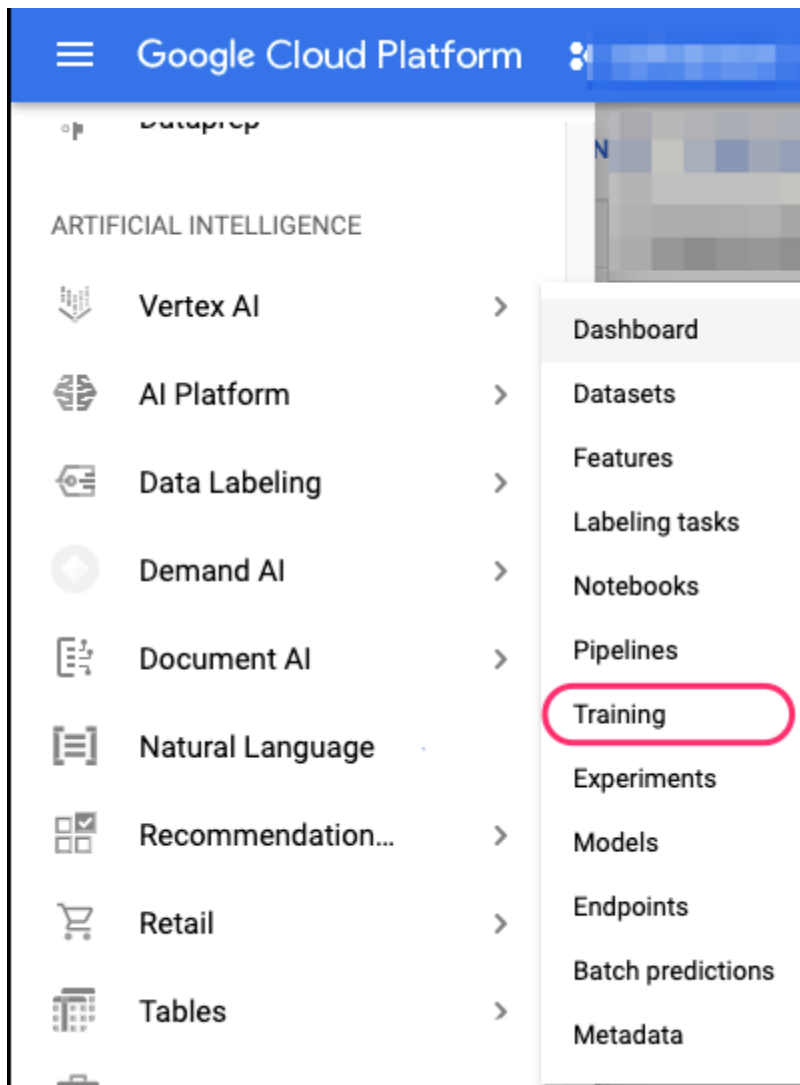 Google Cloud Platform
Dataprep
N
ARTIFICIAL INTELLIGENCE
Vertex AI
AI Platform
Data Labeling
Demand AI
Document AI
Natural Language
Recommendation...
Retail
Tables
Dashboard
Datasets
Features
Labeling tasks
Notebooks
Pipelines
Training
Experiments
Models
Endpoints
Batch predictions
Metadata